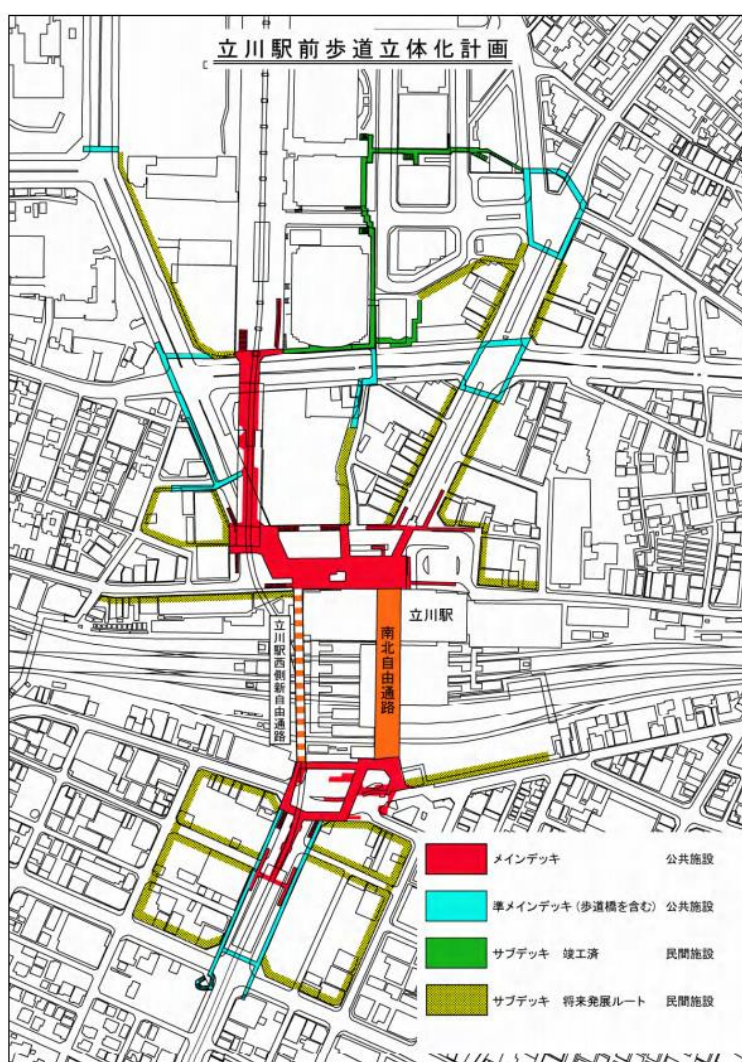 立川駅前歩道立体化計画
立川駅
南北自由通路
立川駅西側新自由通路
メインデッキ 公共施設
準メインデッキ(歩道橋を含む) 公共施設
サブデッキ 竣工済 民間施設
サブデッキ 将来発展ルート 民間施設